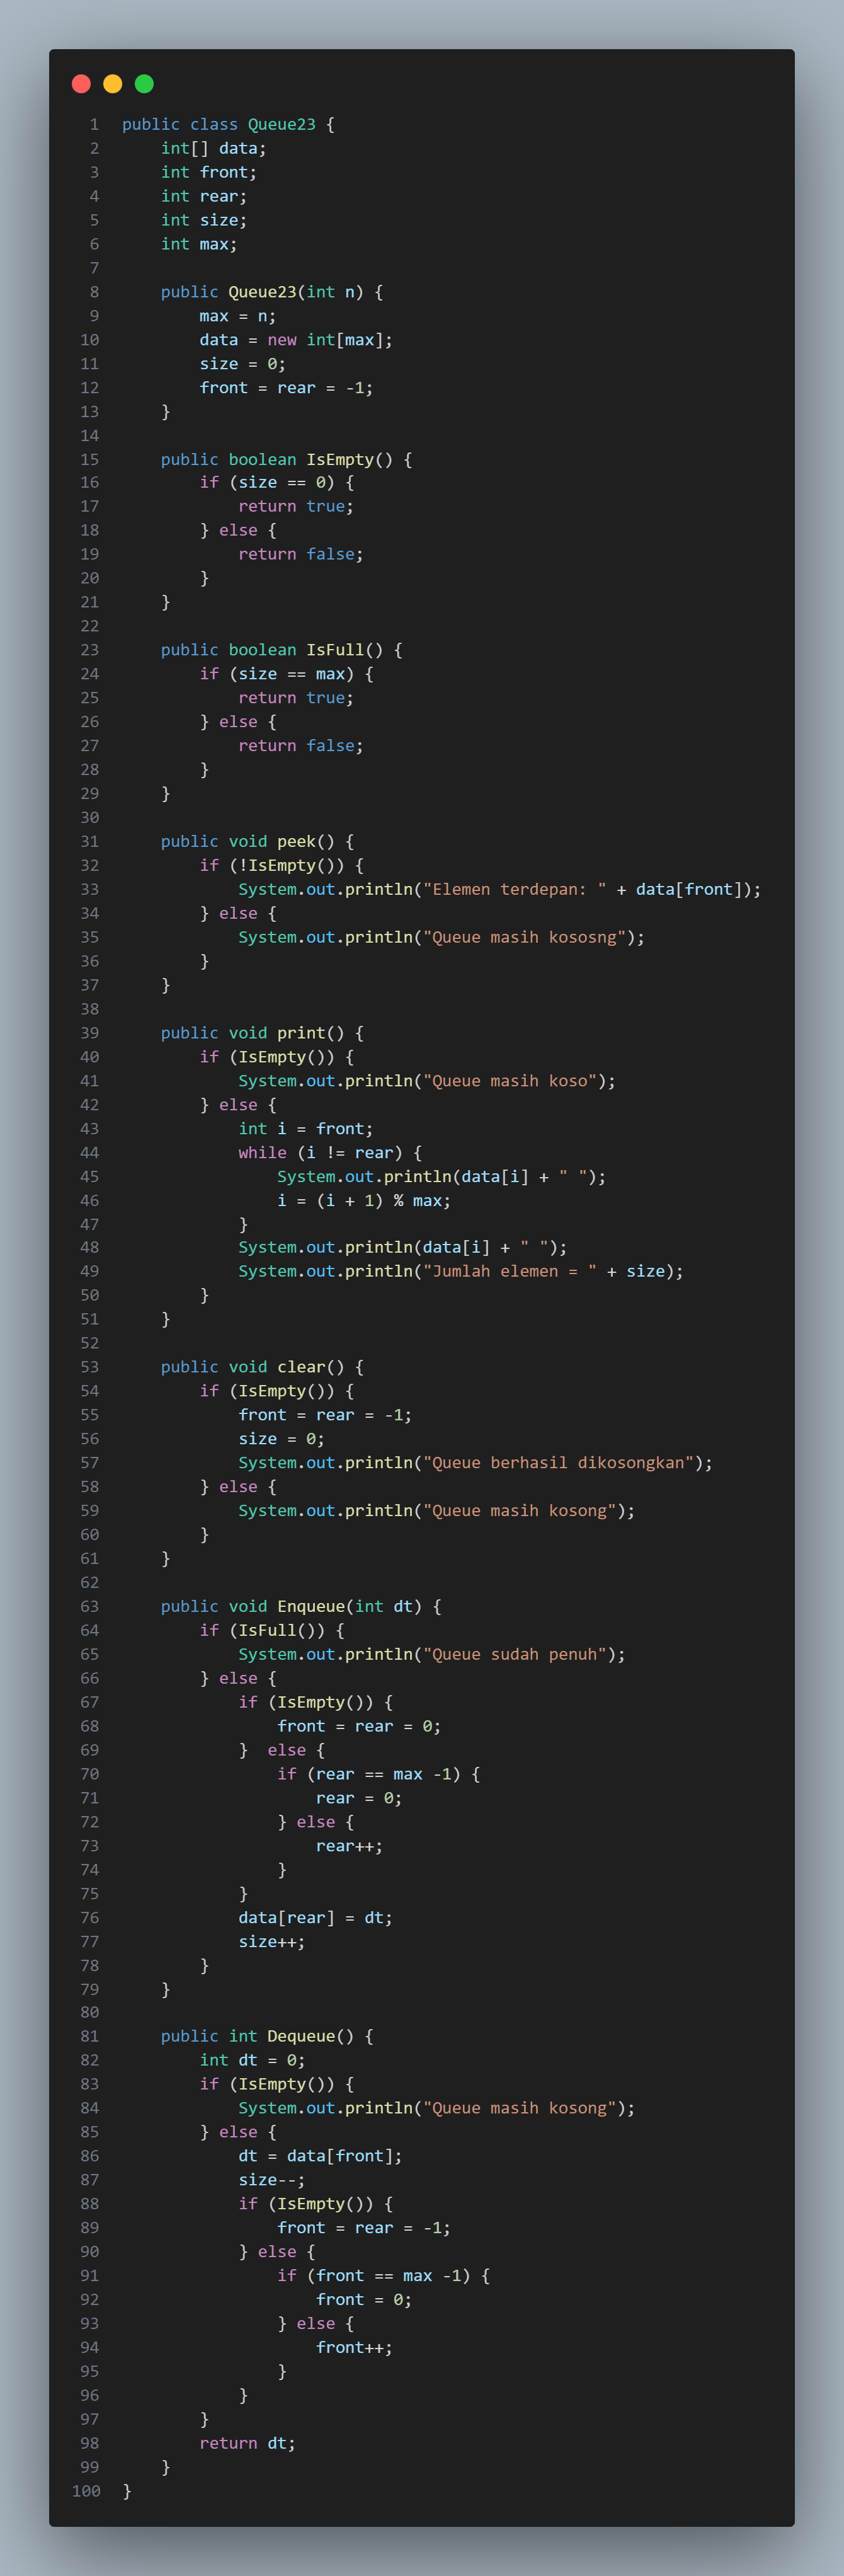 1 public class Queue23 {
2     int[] data;
3     int front;
4     int rear;
5     int size;
6     int max;
7
8     public Queue23(int n) {
9         max = n;
10         data = new int[max];
11         size = 0;
12         front = rear = -1;
13     }
14
15     public boolean IsEmpty() {
16         if (size == 0) {
17             return true;
18         } else {
19             return false;
20         }
21     }
22
23     public boolean IsFull() {
24         if (size == max) {
25             return true;
26         } else {
27             return false;
28         }
29     }
30
31     public void peek() {
32         if (!IsEmpty()) {
33             System.out.println("Elemen terdepan: " + data[front]);
34         } else {
35             System.out.println("Queue masih kososng");
36         }
37     }
38
39     public void print() {
40         if (IsEmpty()) {
41             System.out.println("Queue masih koso");
42         } else {
43             int i = front;
44             while (i != rear) {
45                 System.out.println(data[i] + " ");
46                 i = (i + 1) % max;
47             }
48             System.out.println(data[i] + " ");
49             System.out.println("Jumlah elemen = " + size);
50         }
51     }
52
53     public void clear() {
54         if (IsEmpty()) {
55             front = rear = -1;
56             size = 0;
57             System.out.println("Queue berhasil dikosongkan");
58         } else {
59             System.out.println("Queue masih kosong");
60         }
61     }
62
63     public void Enqueue(int dt) {
64         if (IsFull()) {
65             System.out.println("Queue sudah penuh");
66         } else {
67             if (IsEmpty()) {
68                 front = rear = 0;
69             }  else {
70                 if (rear == max -1) {
71                     rear = 0;
72                 } else {
73                     rear++;
74                 }
75             }
76             data[rear] = dt;
77             size++;
78         }
79     }
80
81     public int Dequeue() {
82         int dt = 0;
83         if (IsEmpty()) {
84             System.out.println("Queue masih kosong");
85         } else {
86             dt = data[front];
87             size--;
88             if (IsEmpty()) {
89                 front = rear = -1;
90             } else {
91                 if (front == max -1) {
92                     front = 0;
93                 } else {
94                     front++;
95                 }
96             }
97         }
98         return dt;
99     }
100 }